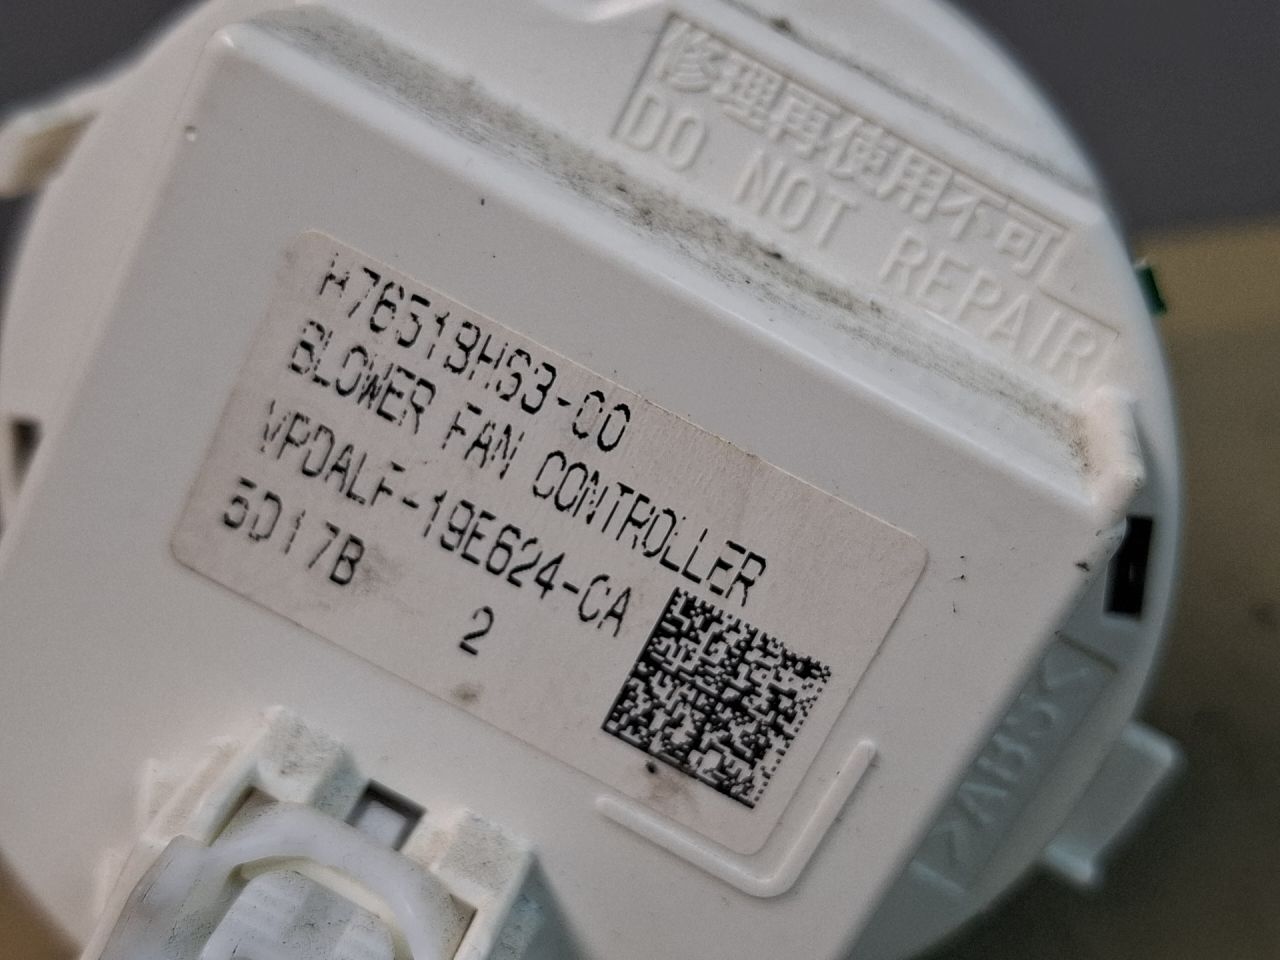 修理再使用不可
DO NOT REPAIR
H7651BHS3-00
BLOWER FAN CONTROLLER
VPDALF-19E624-CA
5D17B
2
>ABS<